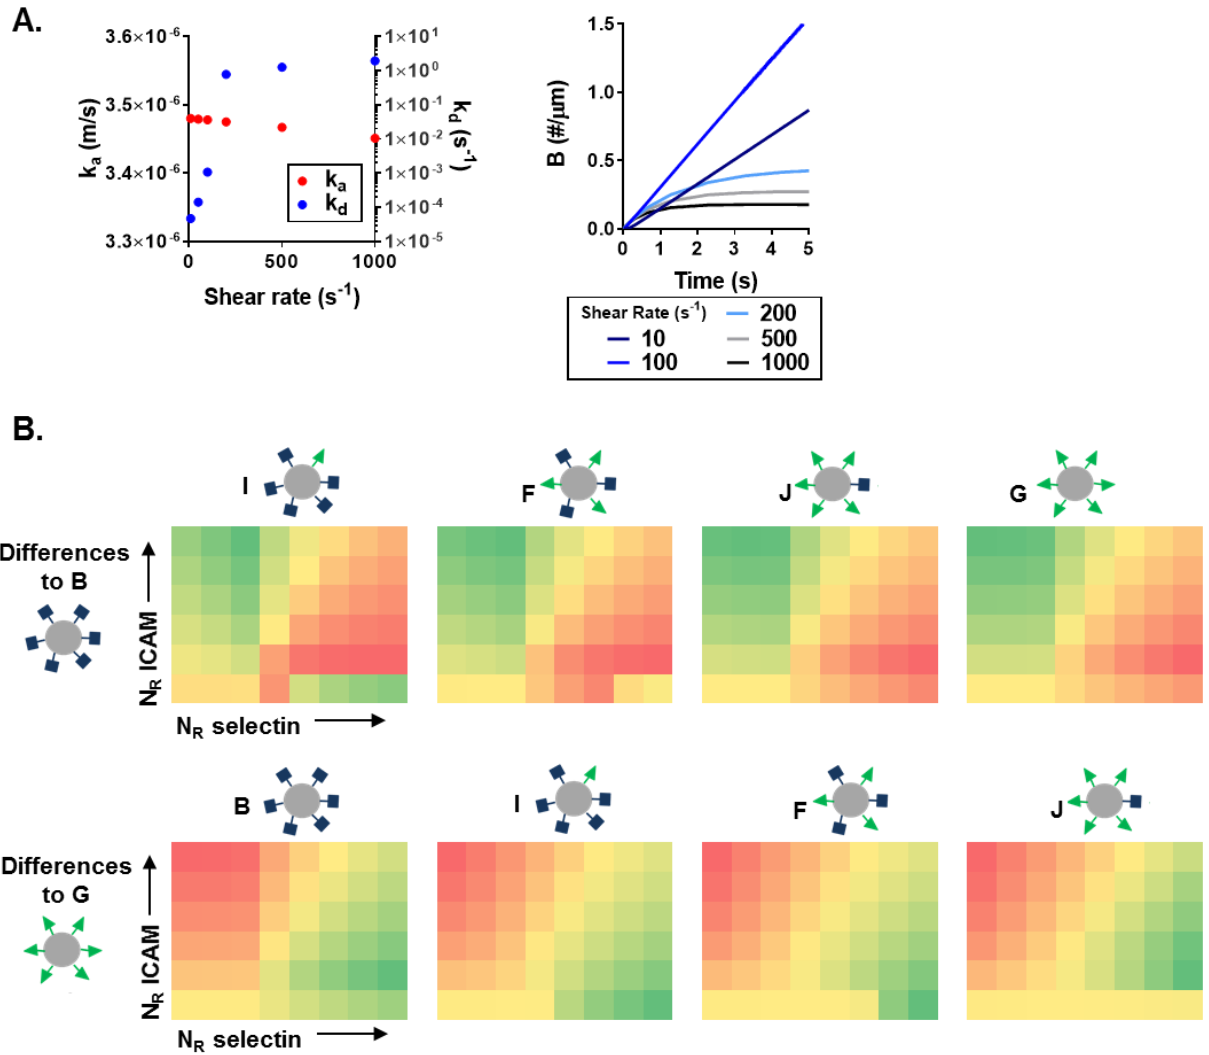 A.
3.6×10⁻⁶
3.5×10⁻⁶
3.4×10⁻⁶
3.3×10⁻⁶
kₐ (m/s)
1×10¹
1×10⁰
1×10⁻¹
1×10⁻²
1×10⁻³
1×10⁻⁴
1×10⁻⁵
k_d (s⁻¹)
kₐ
k_d
0 500 1000
Shear rate (s⁻¹)
1.5
1.0
0.5
0.0
B (#/μm)
0 1 2 3 4 5
Time (s)
Shear Rate (s⁻¹) 200
10 500
100 1000
B.
I F J G
Differences
to B
N_R ICAM
N_R selectin
B I F J
Differences
to G
N_R ICAM
N_R selectin